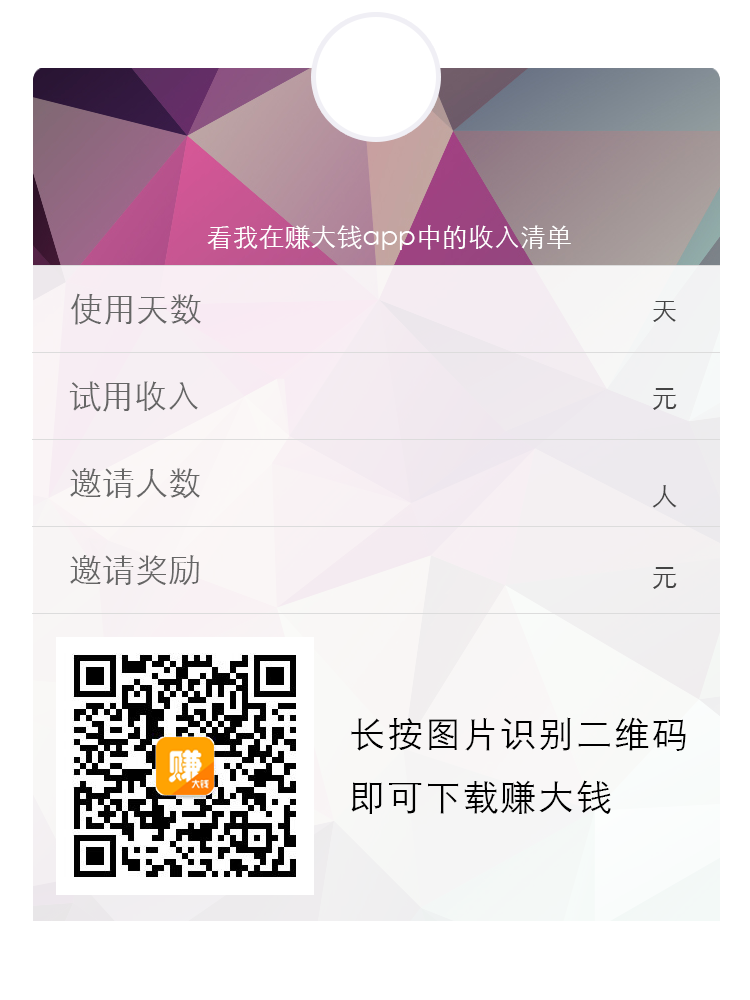 看我在赚大钱app中的收入清单
使用天数 天
试用收入 元
邀请人数 人
邀请奖励 元
赚
大钱
长按图片识别二维码
即可下载赚大钱